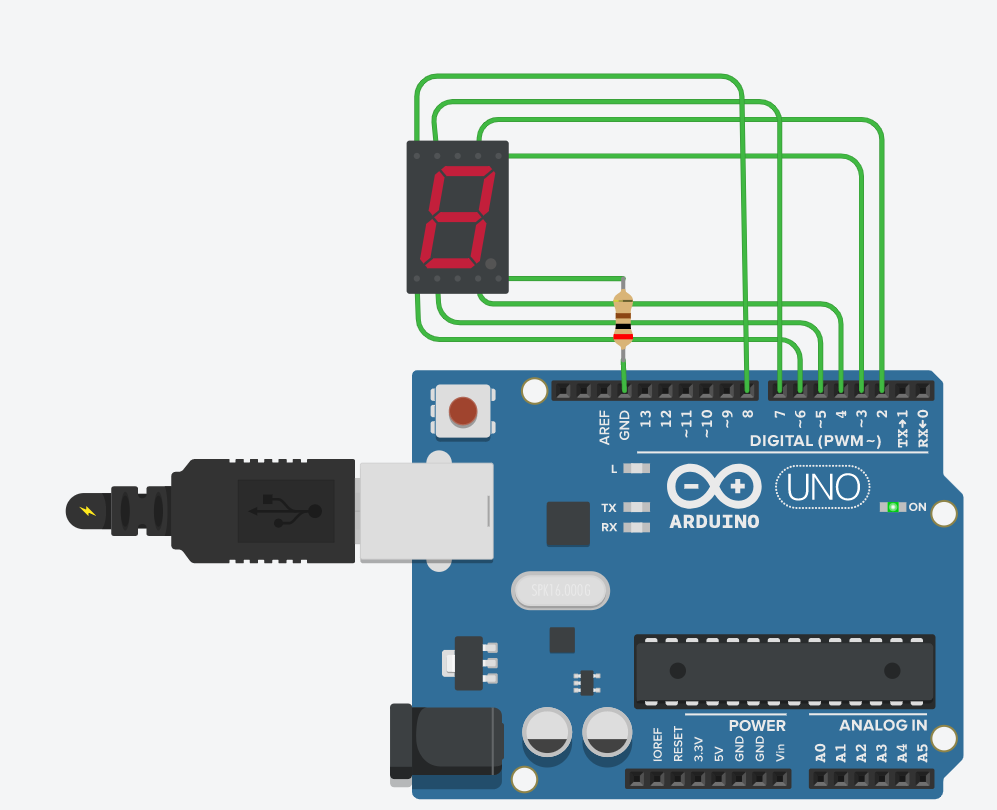 AREF
GND
13
12
~11
~10
~9
8
7
~6
~5
4
~3
2
TX→1
RX←0
DIGITAL (PWM~)
L
TX
RX
ARDUINO
UNO
ON
SPK16.000G
POWER
ANALOG IN
IOREF
RESET
3.3V
5V
GND
GND
Vin
A0
A1
A2
A3
A4
A5